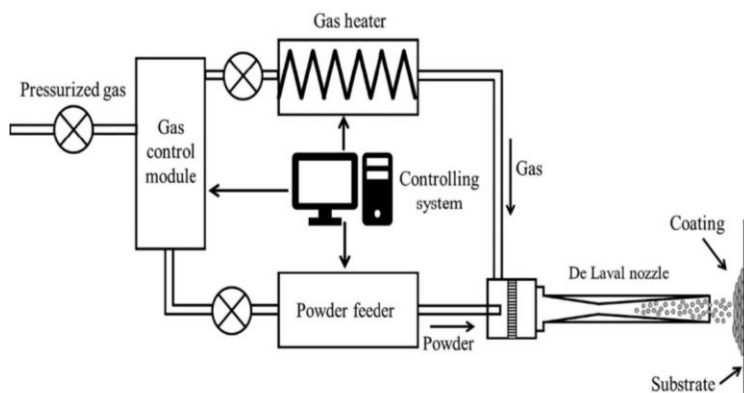 Gas heater
Pressurized gas
Gas
control
module
Controlling
system
Gas
Coating
De Laval nozzle
Powder feeder
Powder
Substrate